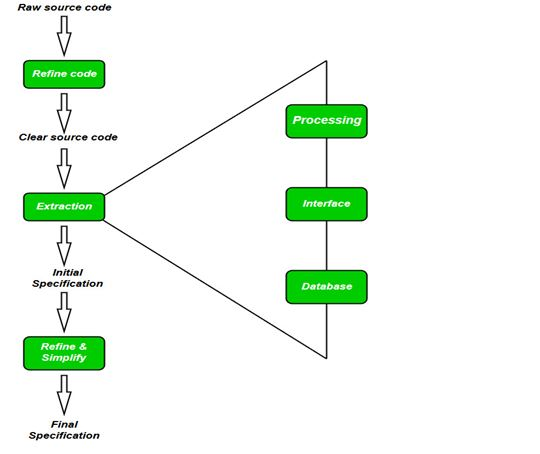 Raw source code
Refine code
Clear source code
Extraction
Initial
Specification
Refine &
Simplify
Final
Specification
Processing
Interface
Database